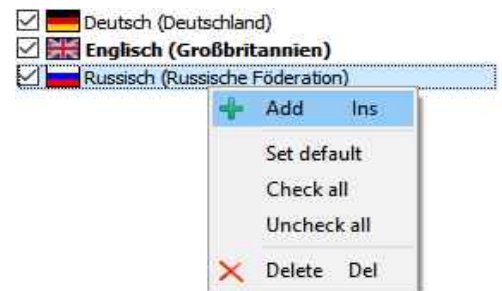 Deutsch (Deutschland)
Englisch (Großbritannien)
Russisch (Russische Föderation)
Add Ins
Set default
Check all
Uncheck all
Delete Del